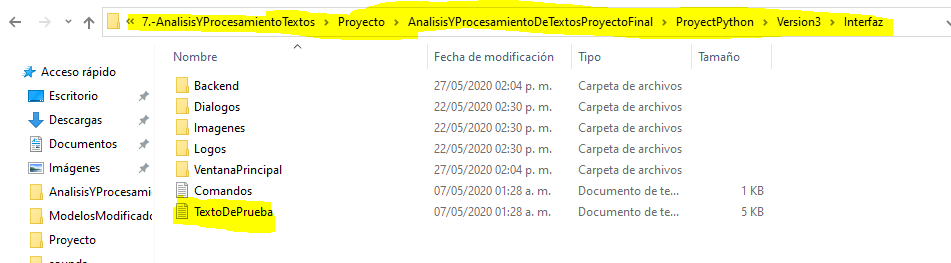 « 7.-AnalisisYProcesamientoTextos > Proyecto > AnalisisYProcesamientoDeTextosProyectoFinal > ProyectPython > Version3 > Interfaz
Nombre Fecha de modificación Tipo Tamaño
Acceso rápido
Escritorio
Descargas
Documentos
Imágenes
AnalisisYProcesamie
ModelosModificado
Proyecto
Backend 27/05/2020 02:04 p. m. Carpeta de archivos
Dialogos 22/05/2020 02:30 p. m. Carpeta de archivos
Imagenes 22/05/2020 02:30 p. m. Carpeta de archivos
Logos 22/05/2020 02:30 p. m. Carpeta de archivos
VentanaPrincipal 27/05/2020 02:04 p. m. Carpeta de archivos
Comandos 07/05/2020 01:28 a. m. Documento de te... 1 KB
TextoDePrueba 07/05/2020 01:28 a. m. Documento de te... 5 KB